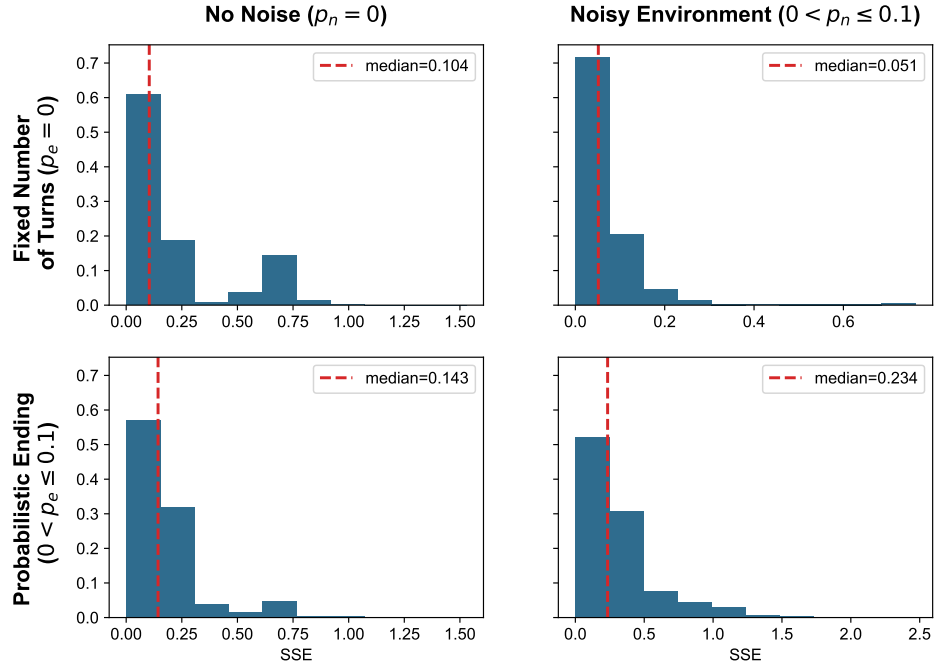 No Noise (pₙ = 0)
Noisy Environment (0 < pₙ ≤ 0.1)
Fixed Number
of Turns (pₑ = 0)
0.7
0.6
0.5
0.4
0.3
0.2
0.1
0.0
median=0.104
0.00 0.25 0.50 0.75 1.00 1.25 1.50
median=0.051
0.0 0.2 0.4 0.6
Probabilistic Ending
(0 < pₑ ≤ 0.1)
0.7
0.6
0.5
0.4
0.3
0.2
0.1
0.0
median=0.143
0.00 0.25 0.50 0.75 1.00 1.25 1.50
SSE
median=0.234
0.0 0.5 1.0 1.5 2.0 2.5
SSE